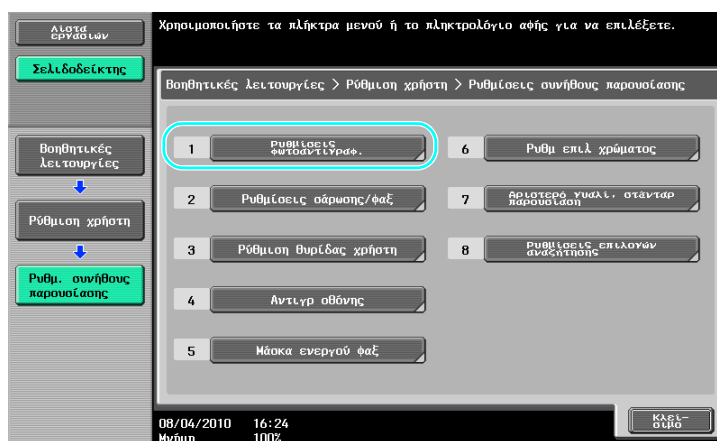 Λίστα
εργασιών
Χρησιμοποιήστε τα πλήκτρα μενού ή το πληκτρολόγιο αφής για να επιλέξετε.
Σελιδοδείκτης
Βοηθητικές λειτουργίες > Ρύθμιση χρήστη > Ρυθμίσεις συνήθους παρουσίασης
Βοηθητικές
λειτουργίες
Ρύθμιση χρήστη
Ρυθμ. συνήθους
παρουσίασης
1 Ρυθμίσεις
φωτοαντιγραφ.
2 Ρυθμίσεις σάρωσης/φαξ
3 Ρύθμιση θυρίδας χρήστη
4 Αντιγρ οθόνης
5 Μάσκα ενεργού φαξ
6 Ρυθμ επιλ χρώματος
7 Αριστερό γυαλί, στάνταρ
παρουσίαση
8 Ρυθμίσεις επιλογών
αναζήτησης
08/04/2010 16:24
Μνήμη 100%
Κλεί-
σιμο